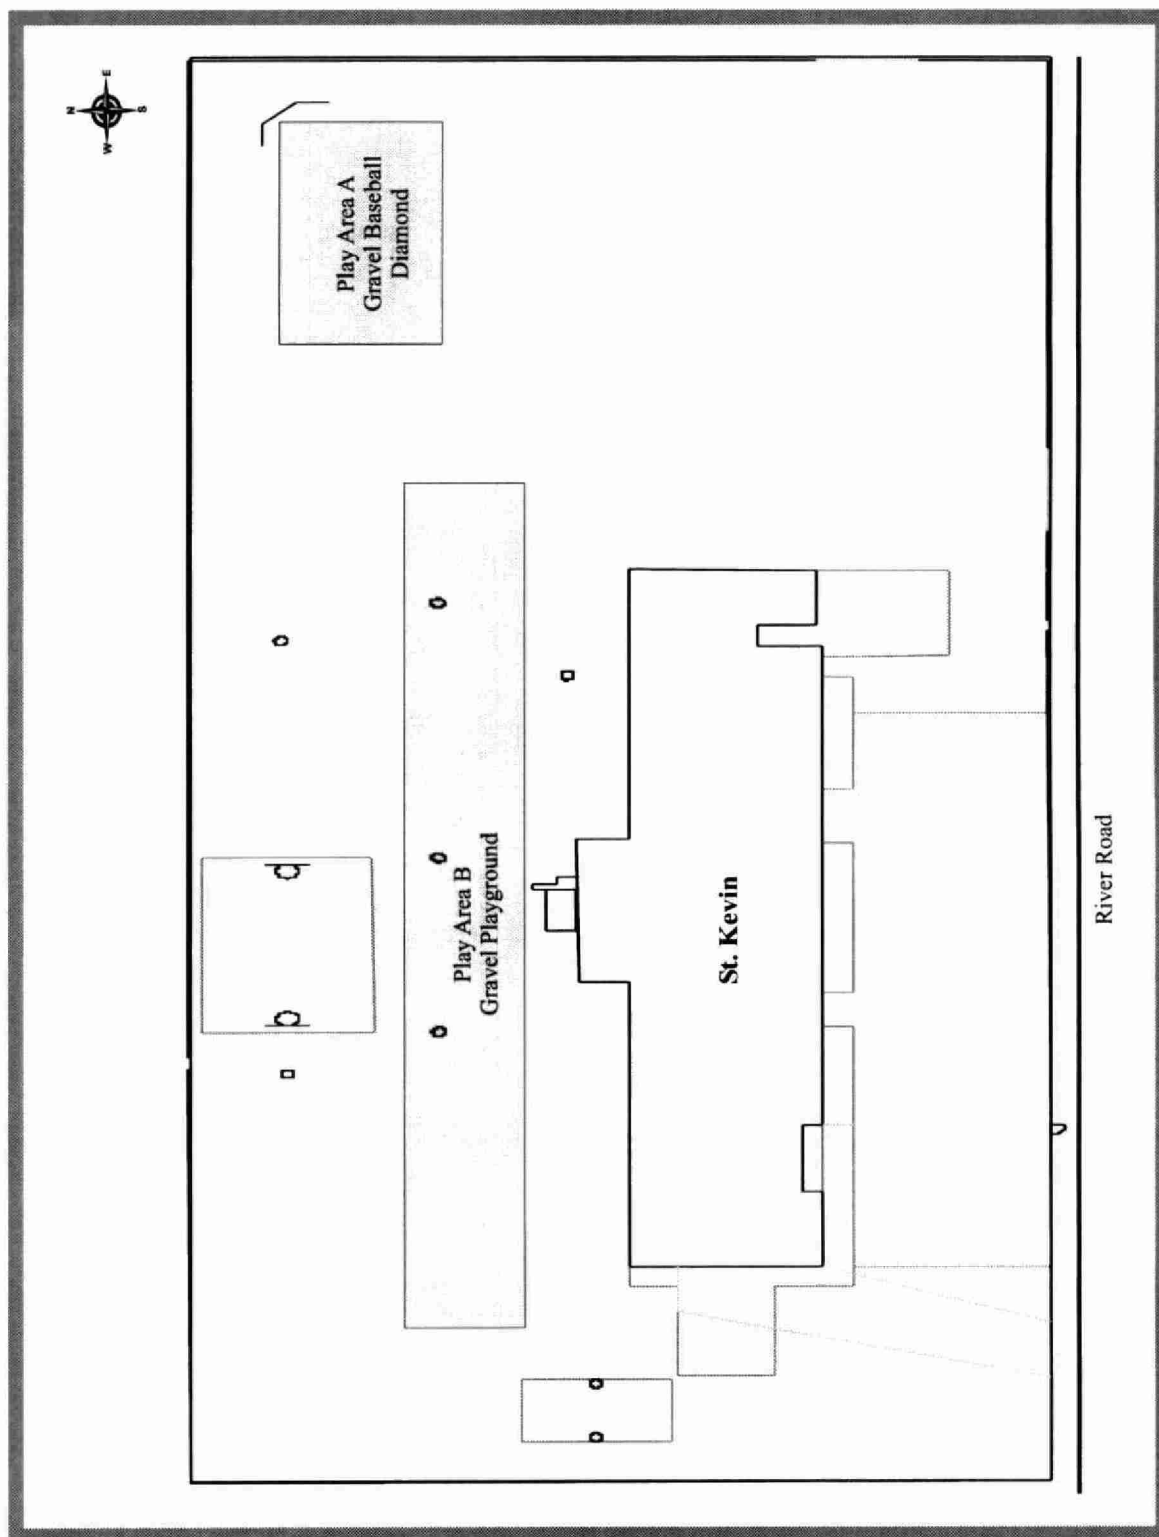 N
E
S
W
Play Area A
Gravel Baseball
Diamond
Play Area B
Gravel Playground
St. Kevin
River Road